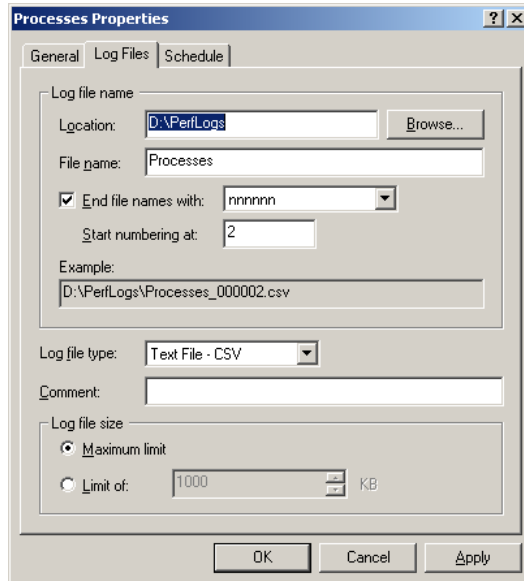 Processes Properties
General Log Files Schedule
Log file name
Location: D:\PerfLogs Browse...
File name: Processes
End file names with: nnnnnn
Start numbering at: 2
Example:
D:\PerfLogs\Processes_000002.csv
Log file type: Text File - CSV
Comment:
Log file size
Maximum limit
Limit of: 1000 KB
OK Cancel Apply